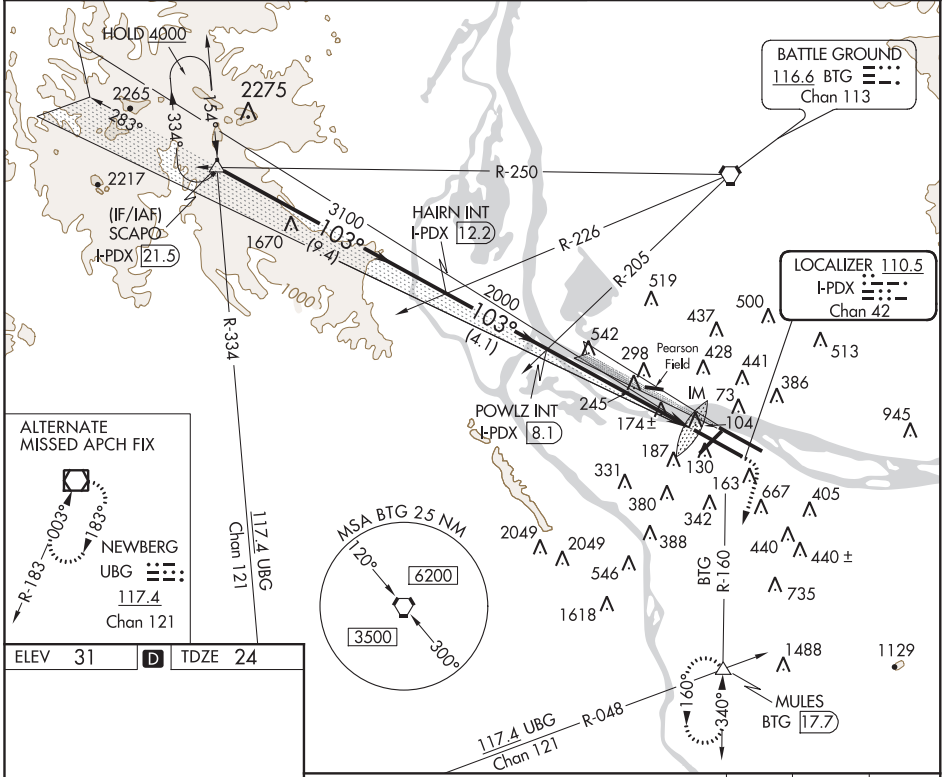 HOLD 4000
2265
283°
334°
154°
2275
2217
(IF/IAF)
SCAPO
I-PDX 21.5
1670
1000
3100
103°
(9.4)
HAIRN INT
I-PDX 12.2
R-250
R-226
R-205
BATTLE GROUND
116.6 BTG
Chan 113
LOCALIZER 110.5
I-PDX
Chan 42
2000
103°
(4.1)
POWLZ INT
I-PDX 8.1
519
542
298
437
500
428
441
513
Pearson
Field
386
245
IM
73
174±
104
945
187
130
163
331
380
342
667
405
388
440
440 ±
2049
2049
546
735
1618
1488
1129
R-334
117.4 UBG
Chan 121
ALTERNATE
MISSED APCH FIX
003°
183°
R-183
NEWBERG
UBG
117.4
Chan 121
MSA BTG 25 NM
120°
6200
3500
300°
BTG
R-160
160°
340°
MULES
BTG 17.7
117.4 UBG
Chan 121
R-048
ELEV 31
D
TDZE 24